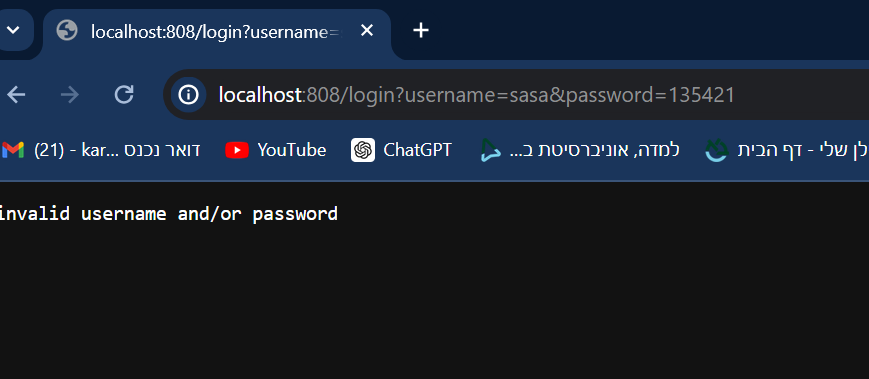 localhost:808/login?username=
localhost:808/login?username=sasa&password=135421
דואר נכנס (21) - kar...
YouTube
ChatGPT
למדה, אוניברסיטת ב...
לן שלי - דף הבית
invalid username and/or password